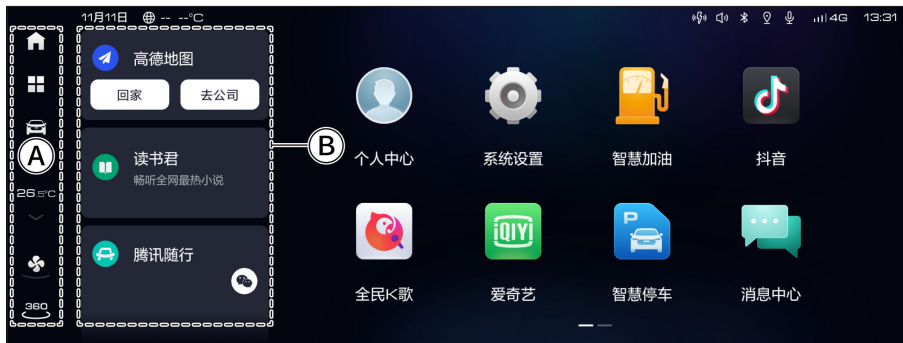 11月11日 -- --°C 4G 13:31
A
26.5°C
360
高德地图
回家 去公司
读书君
畅听全网最热小说
腾讯随行
B
个人中心 系统设置 智慧加油 抖音
iQIYI P
全民K歌 爱奇艺 智慧停车 消息中心